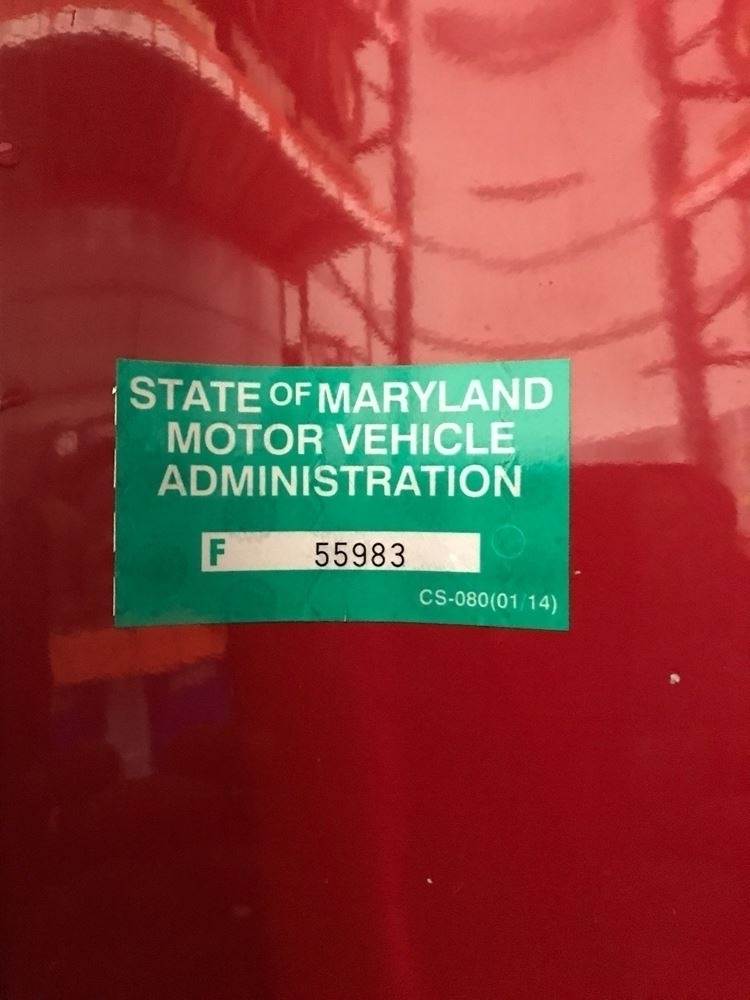 STATE OF MARYLAND
MOTOR VEHICLE
ADMINISTRATION
F 55983
CS-080(01/14)